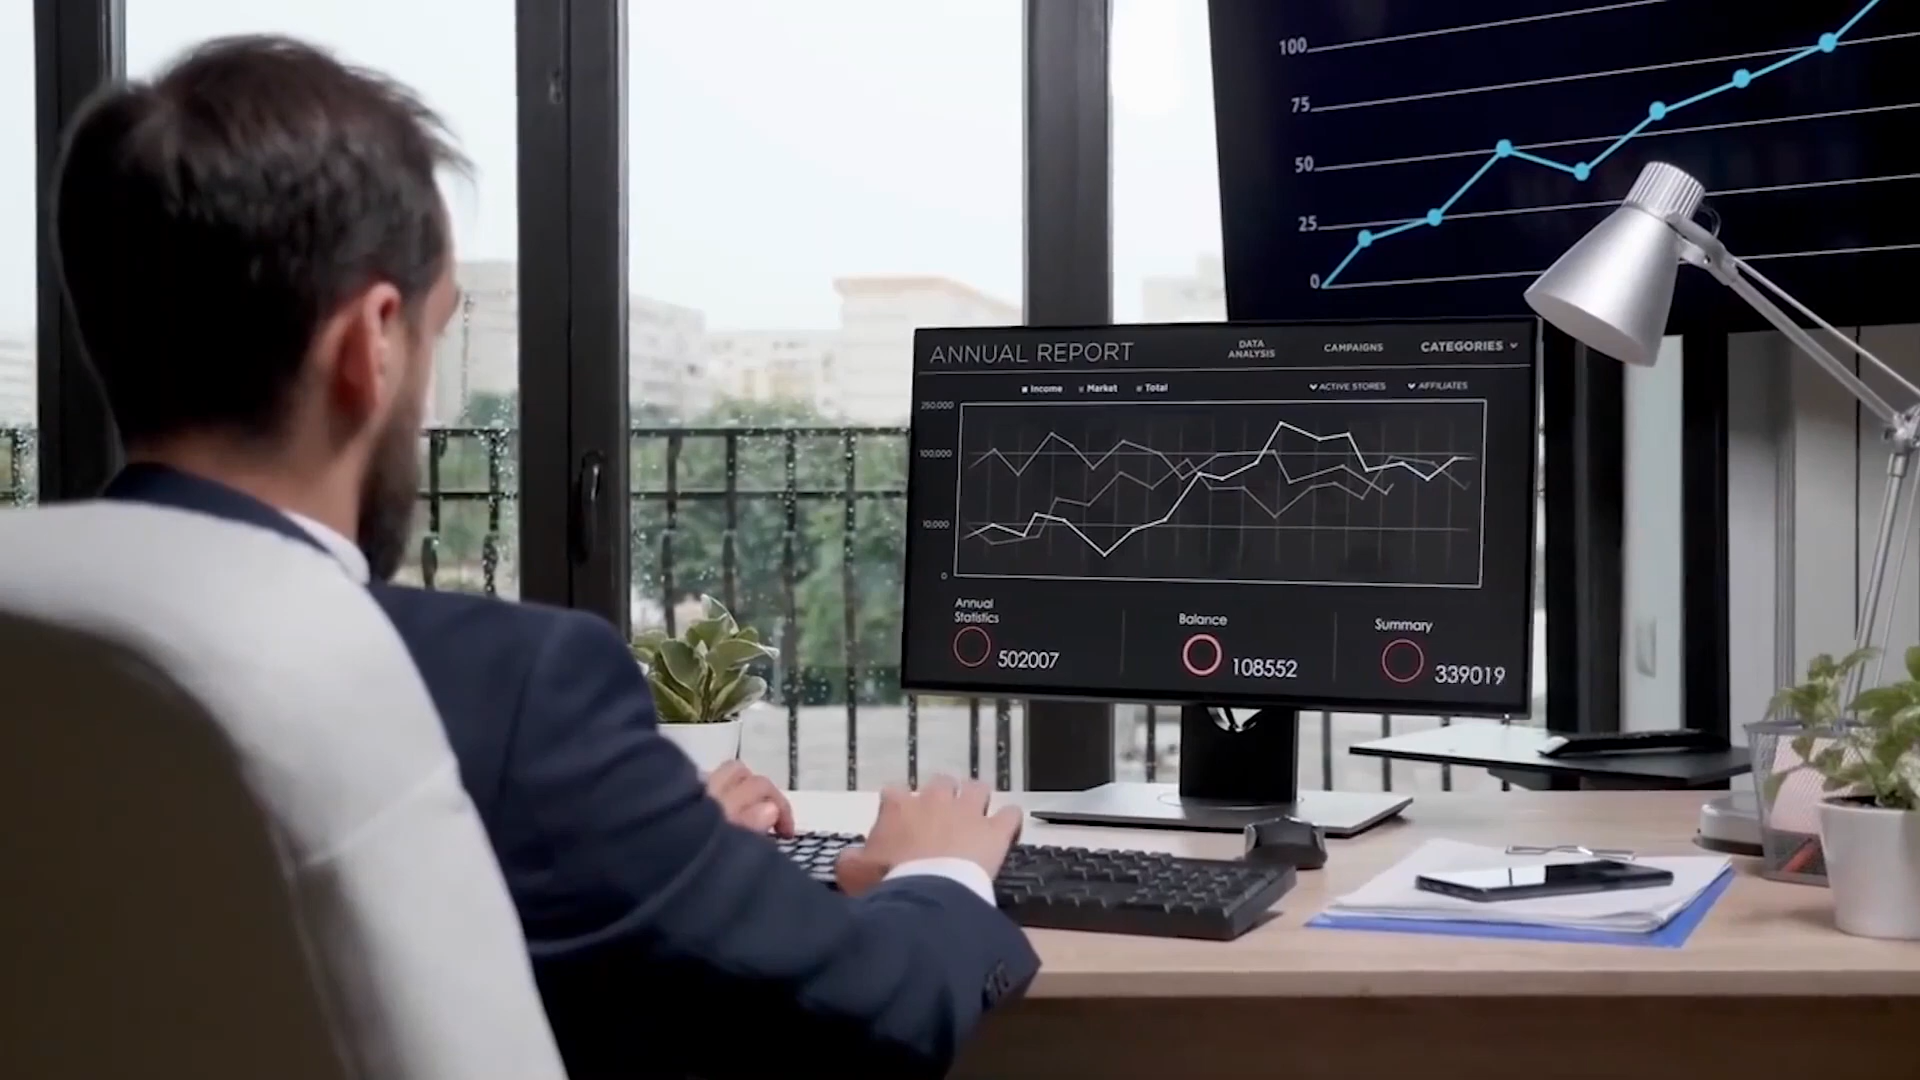 100
75
50
25
0
ANNUAL REPORT
DATA
ANALYSIS
CAMPAIGNS
CATEGORIES
Income
Market
Total
ACTIVE STORES
AFFILIATES
250,000
100,000
10,000
0
Annual
Statistics
502007
Balance
108552
Summary
339019